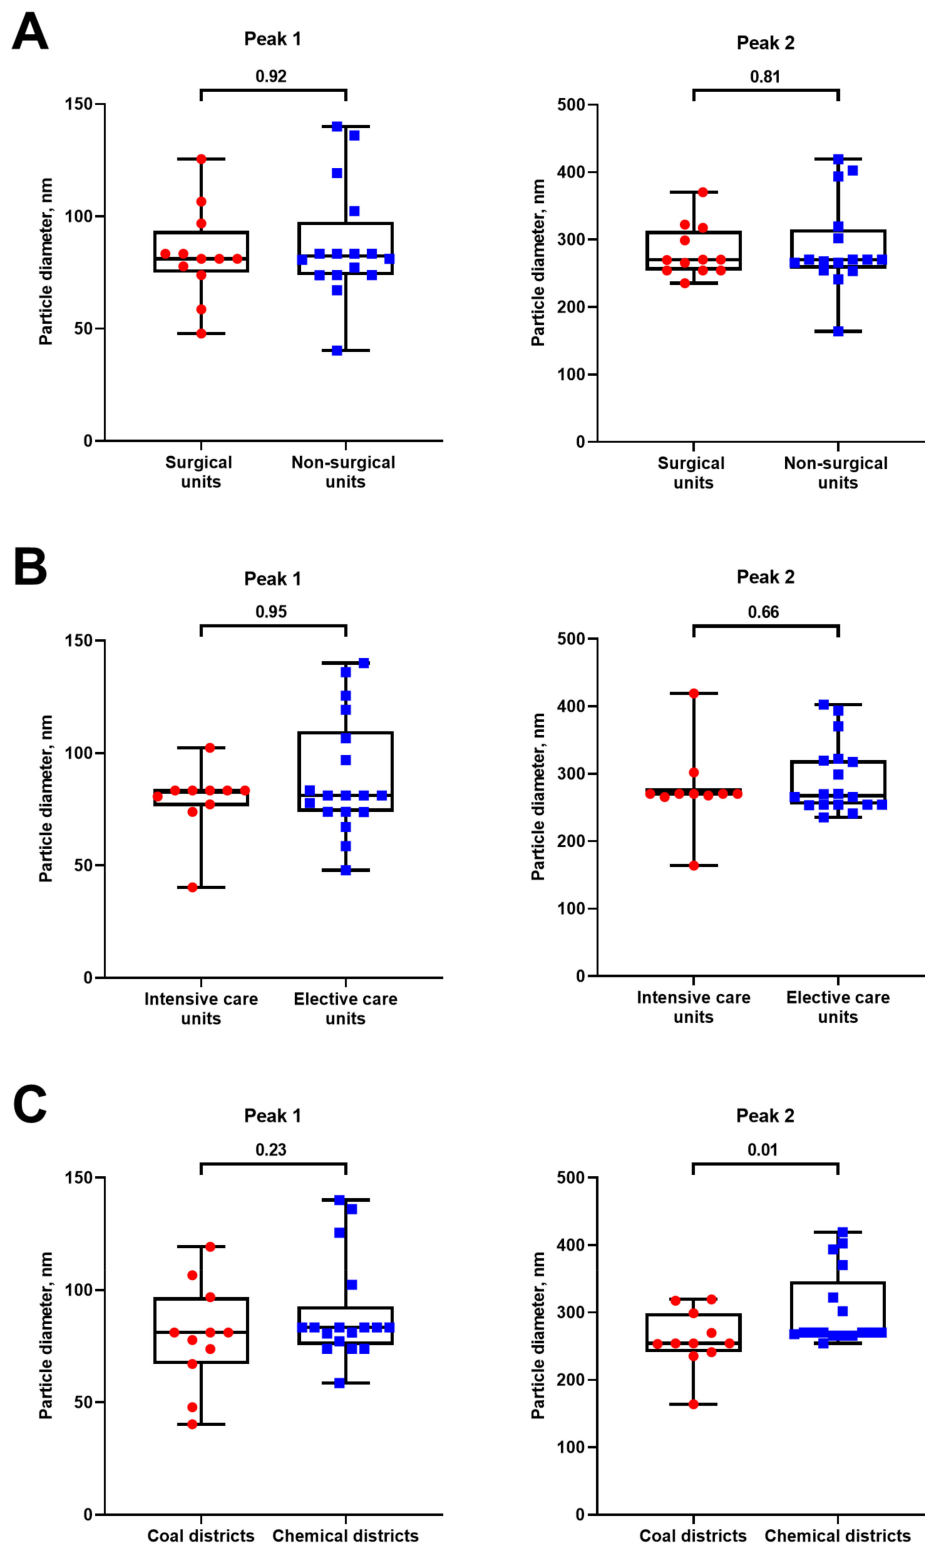 A
Peak 1
0.92
Particle diameter, nm
150
100
50
0
Surgical
units
Non-surgical
units
Peak 2
0.81
Particle diameter, nm
500
400
300
200
100
0
Surgical
units
Non-surgical
units
B
Peak 1
0.95
Particle diameter, nm
150
100
50
0
Intensive care
units
Elective care
units
Peak 2
0.66
Particle diameter, nm
500
400
300
200
100
0
Intensive care
units
Elective care
units
C
Peak 1
0.23
Particle diameter, nm
150
100
50
0
Coal districts
Chemical districts
Peak 2
0.01
Particle diameter, nm
500
400
300
200
100
0
Coal districts
Chemical districts